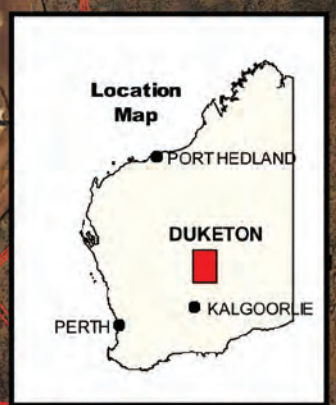 Location
Map
PORT HEDLAND
DUKETON
KALGOORLIE
PERTH